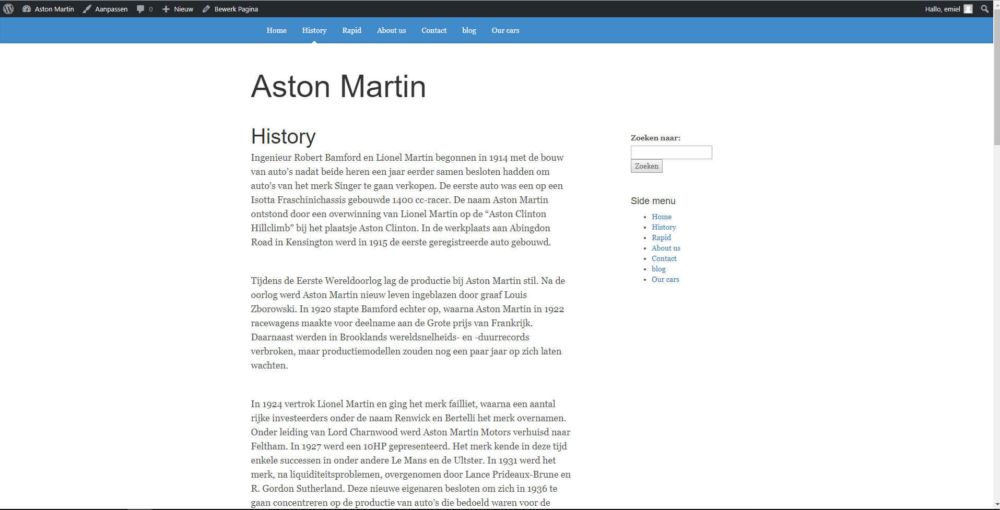 Aston Martin Aanpassen 0 Nieuw Bewerk Pagina Hallo, emiel
Home History Rapid About us Contact blog Our cars
Aston Martin
History
Ingenieur Robert Bamford en Lionel Martin begonnen in 1914 met de bouw
van auto’s nadat beide heren een jaar eerder samen besloten hadden om
auto’s van het merk Singer te gaan verkopen. De eerste auto was een op een
Isotta Fraschinichassis gebouwde 1400 cc-racer. De naam Aston Martin
ontstond door een overwinning van Lionel Martin op de “Aston Clinton
Hillclimb” bij het plaatsje Aston Clinton. In de werkplaats aan Abingdon
Road in Kensington werd in 1915 de eerste geregistreerde auto gebouwd.
Tijdens de Eerste Wereldoorlog lag de productie bij Aston Martin stil. Na de
oorlog werd Aston Martin nieuw leven ingeblazen door graaf Louis
Zborowski. In 1920 stapte Bamford echter op, waarna Aston Martin in 1922
racewagens maakte voor deelname aan de Grote prijs van Frankrijk.
Daarnaast werden in Brooklands wereldsnelheids- en -duurrecords
verbroken, maar productiemodellen zouden nog een paar jaar op zich laten
wachten.
In 1924 vertrok Lionel Martin en ging het merk failliet, waarna een aantal
rijke investeerders onder de naam Renwick en Bertelli het merk overnamen.
Onder leiding van Lord Charnwood werd Aston Martin Motors verhuisd naar
Feltham. In 1927 werd een 10HP gepresenteerd. Het merk kende in deze tijd
enkele successen in onder andere Le Mans en de Ultster. In 1931 werd het
merk, na liquiditeitsproblemen, overgenomen door Lance Prideaux-Brune en
R. Gordon Sutherland. Deze nieuwe eigenaren besloten om zich in 1936 te
gaan concentreren op de productie van auto’s die bedoeld waren voor de
Zoeken naar:
Zoeken
Side menu
Home
History
Rapid
About us
Contact
blog
Our cars